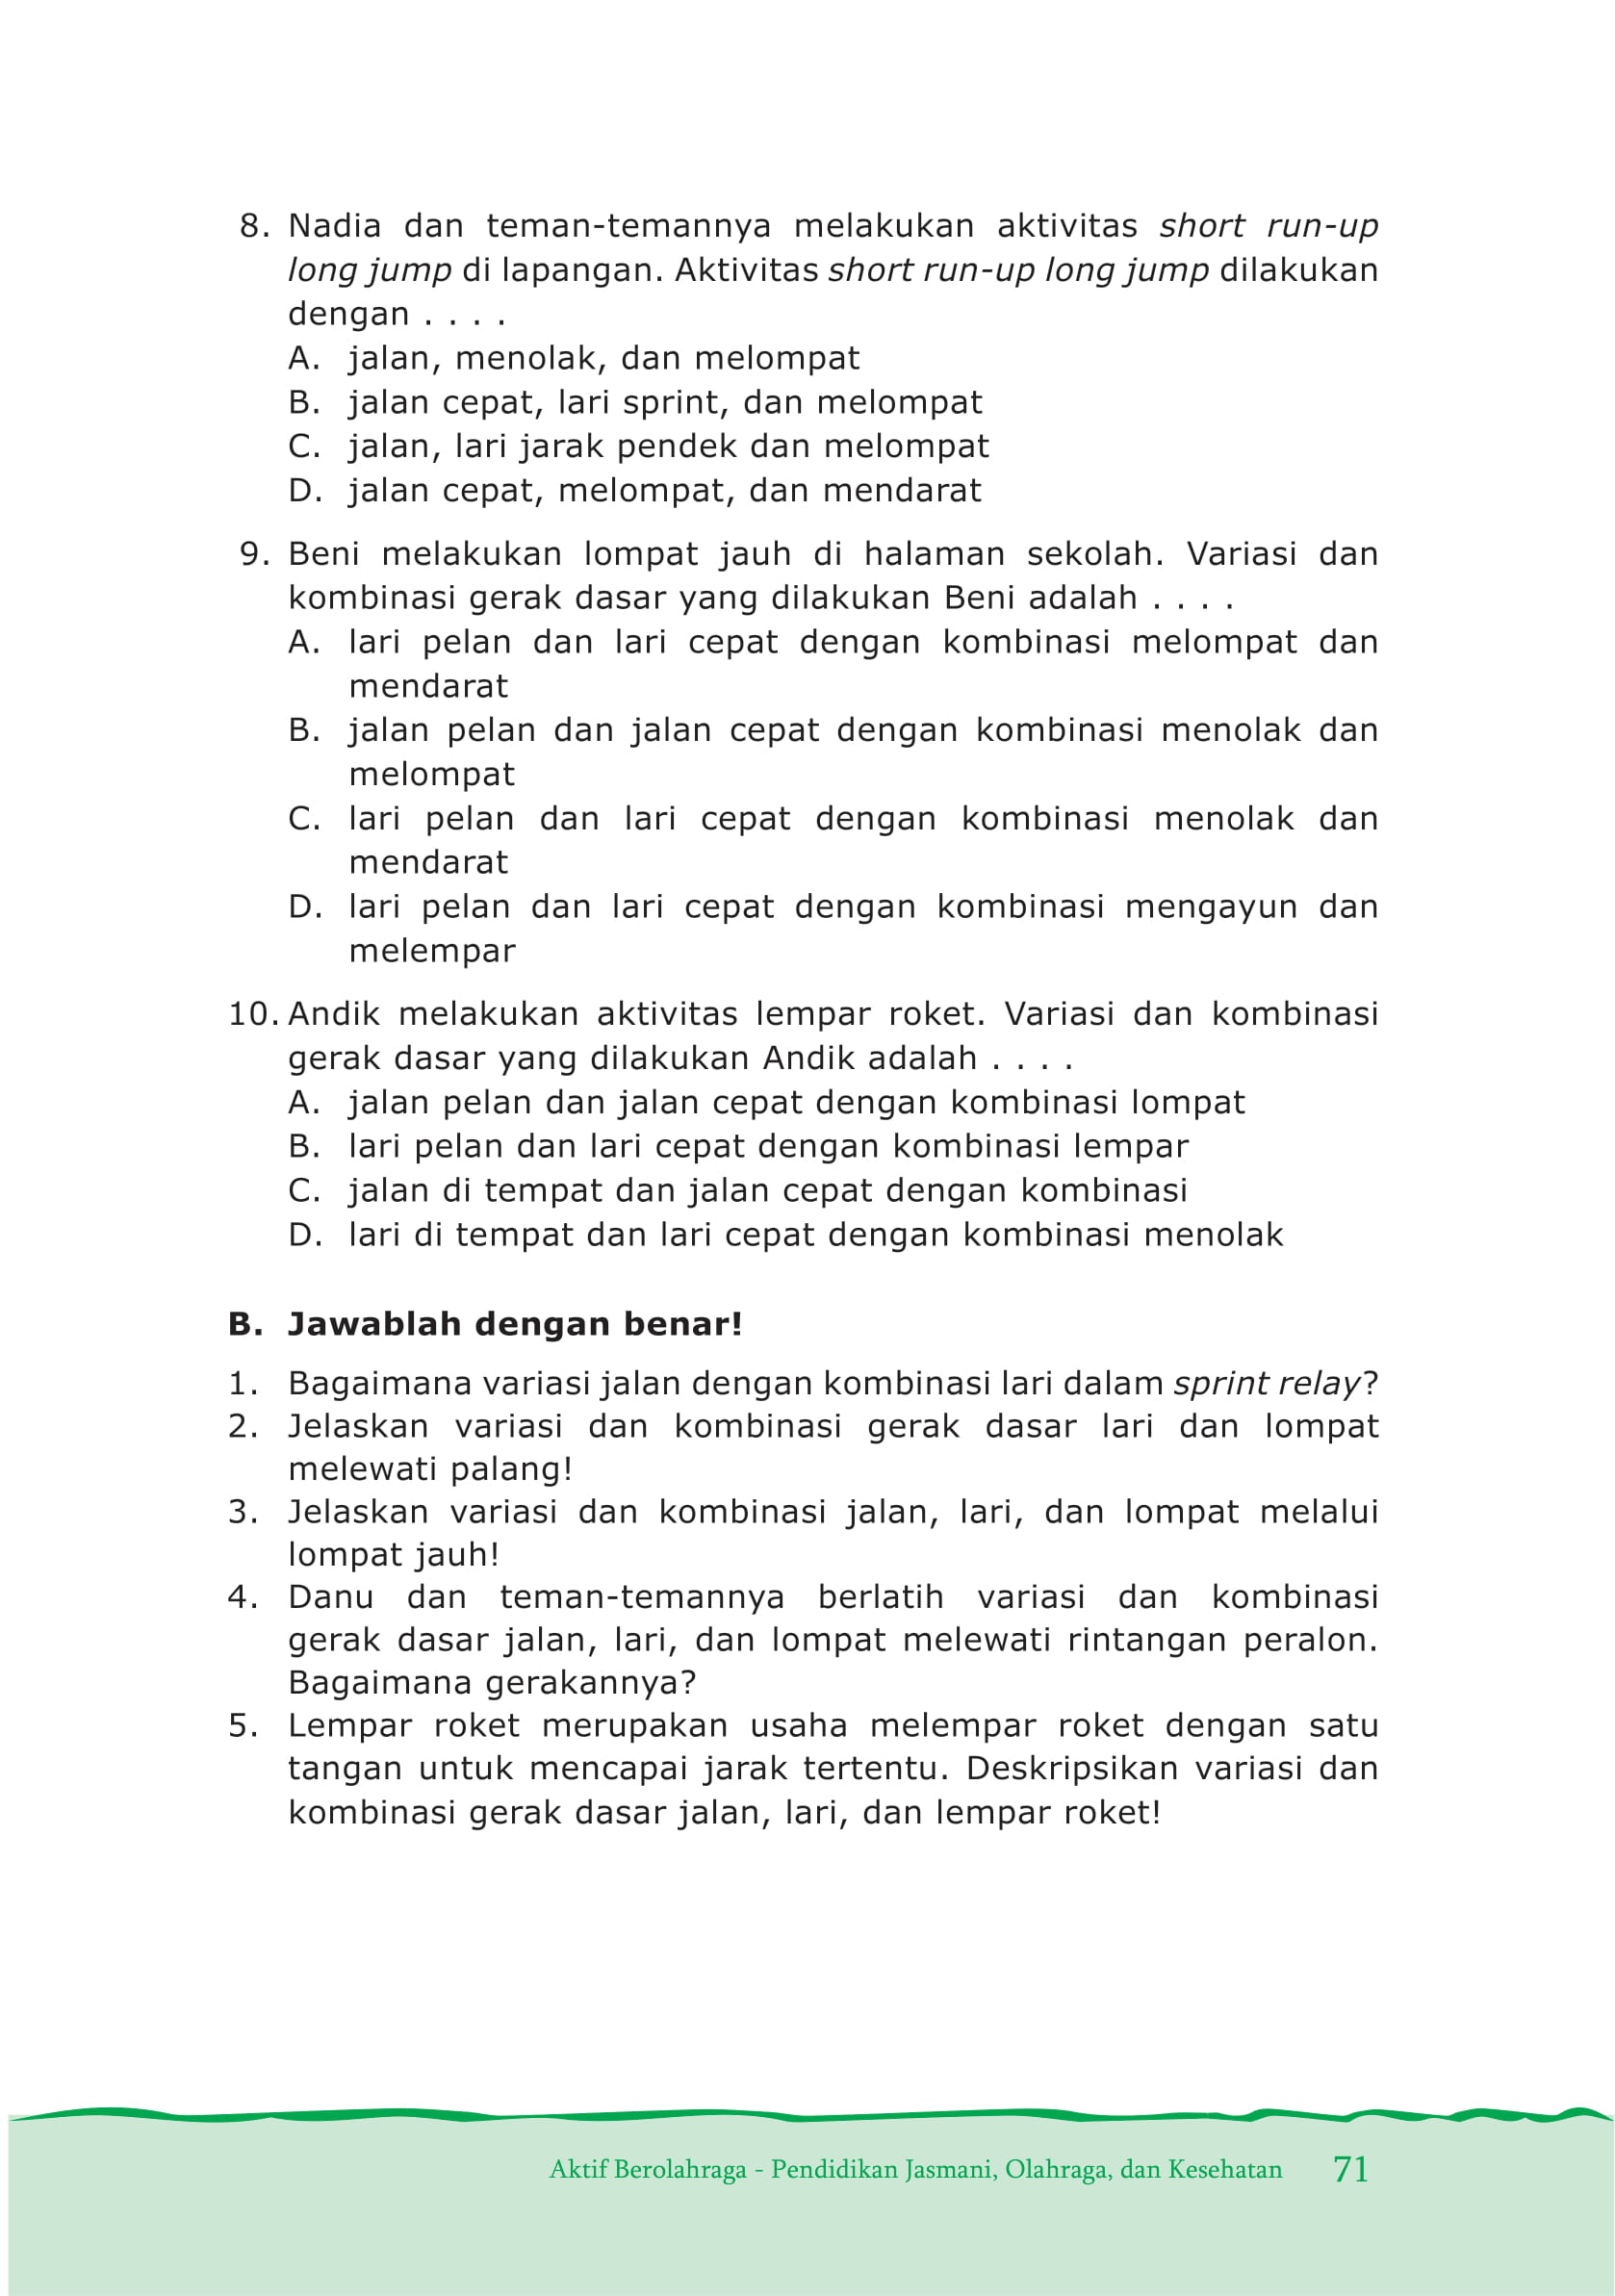 8. Nadia dan teman-temannya melakukan aktivitas short run-up
long jump di lapangan. Aktivitas short run-up long jump dilakukan
dengan . . . .
A. jalan, menolak, dan melompat
B. jalan cepat, lari sprint, dan melompat
C. jalan, lari jarak pendek dan melompat
D. jalan cepat, melompat, dan mendarat
9. Beni melakukan lompat jauh di halaman sekolah. Variasi dan
kombinasi gerak dasar yang dilakukan Beni adalah . . . .
A. lari pelan dan lari cepat dengan kombinasi melompat dan
mendarat
B. jalan pelan dan jalan cepat dengan kombinasi menolak dan
melompat
C. lari pelan dan lari cepat dengan kombinasi menolak dan
mendarat
D. lari pelan dan lari cepat dengan kombinasi mengayun dan
melempar
10. Andik melakukan aktivitas lempar roket. Variasi dan kombinasi
gerak dasar yang dilakukan Andik adalah . . . .
A. jalan pelan dan jalan cepat dengan kombinasi lompat
B. lari pelan dan lari cepat dengan kombinasi lempar
C. jalan di tempat dan jalan cepat dengan kombinasi
D. lari di tempat dan lari cepat dengan kombinasi menolak
B. Jawablah dengan benar!
1. Bagaimana variasi jalan dengan kombinasi lari dalam sprint relay?
2. Jelaskan variasi dan kombinasi gerak dasar lari dan lompat
melewati palang!
3. Jelaskan variasi dan kombinasi jalan, lari, dan lompat melalui
lompat jauh!
4. Danu dan teman-temannya berlatih variasi dan kombinasi
gerak dasar jalan, lari, dan lompat melewati rintangan peralon.
Bagaimana gerakannya?
5. Lempar roket merupakan usaha melempar roket dengan satu
tangan untuk mencapai jarak tertentu. Deskripsikan variasi dan
kombinasi gerak dasar jalan, lari, dan lempar roket!
Aktif Berolahraga - Pendidikan Jasmani, Olahraga, dan Kesehatan 71